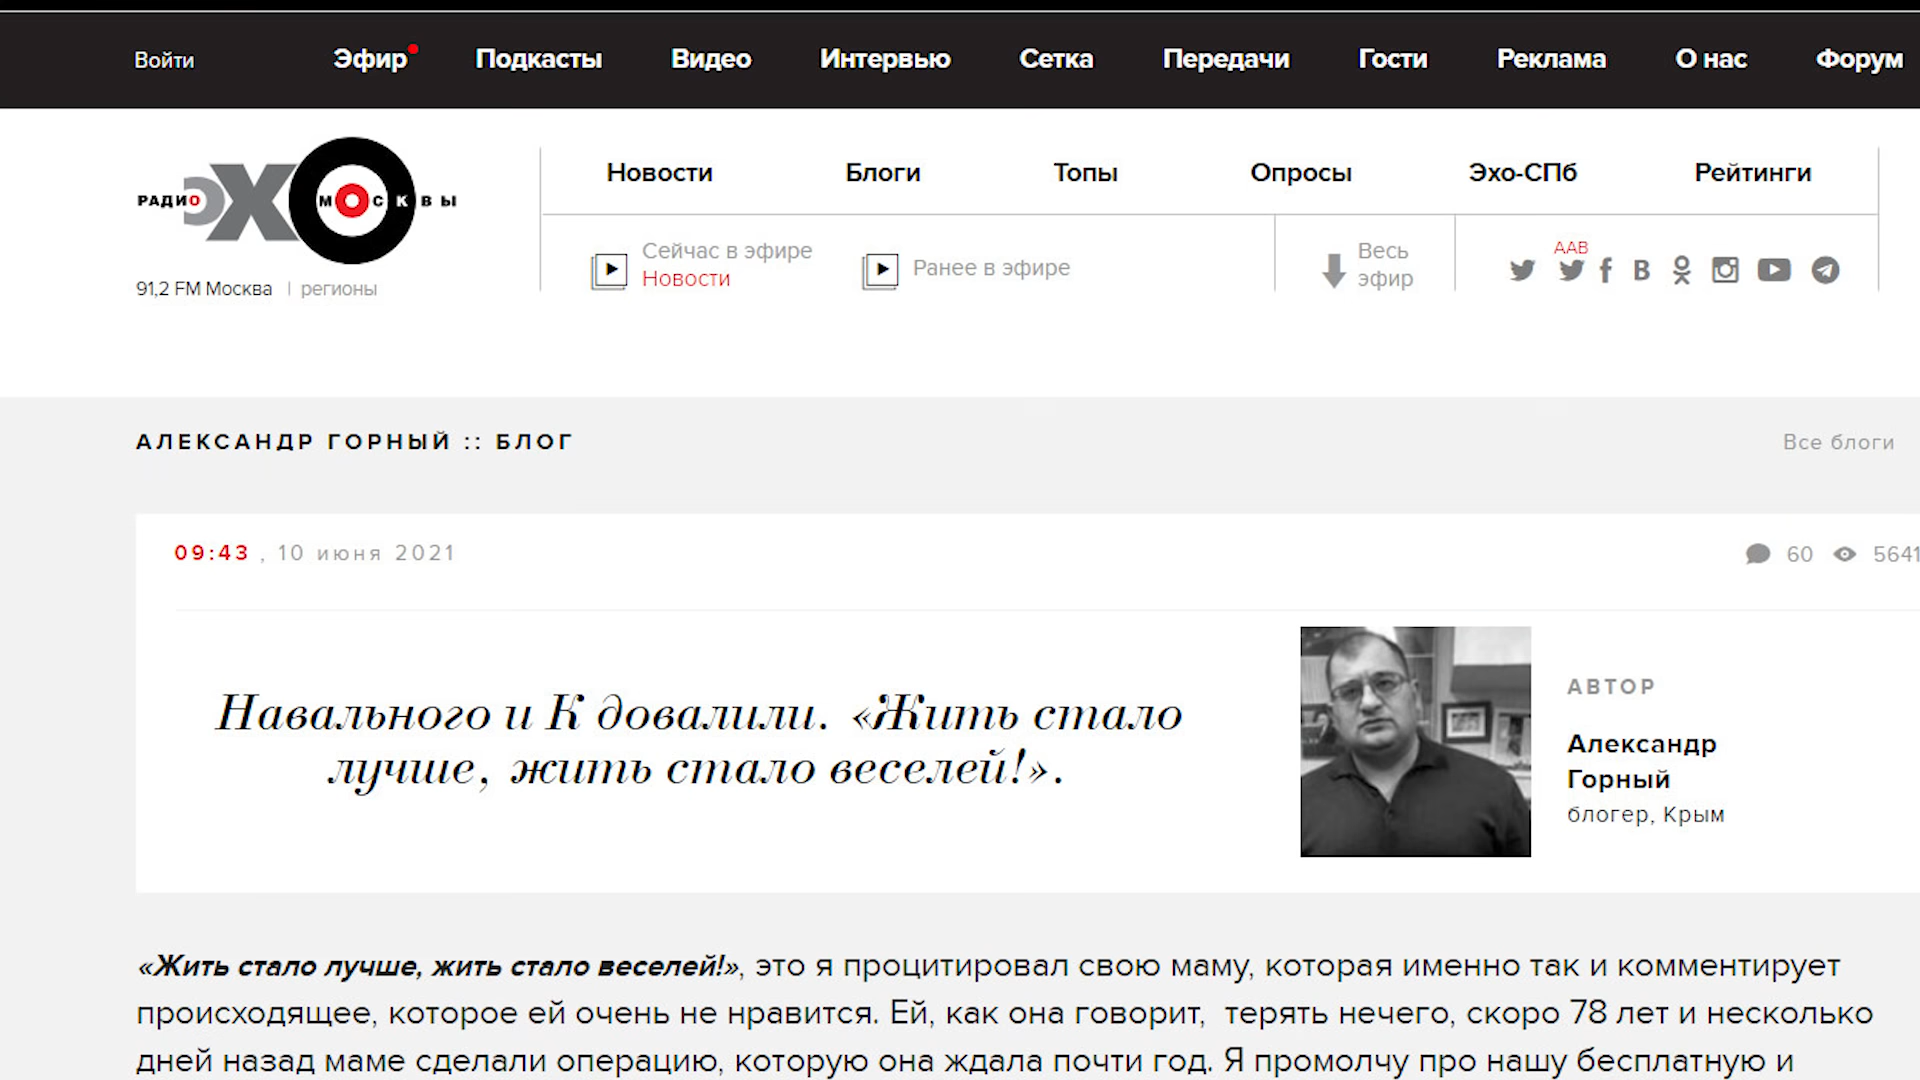 Войти Эфир Подкасты Видео Интервью Сетка Передачи Гости Реклама О нас Форум
РАДИО ЭХО МОСКВЫ
91,2 FM Москва | регионы
Новости Блоги Топы Опросы Эхо-СПб Рейтинги
Сейчас в эфире
Новости
Ранее в эфире
Весь
эфир
ААВ
АЛЕКСАНДР ГОРНЫЙ :: БЛОГ
Все блоги
09:43 , 10 июня 2021
60 5641
Навального и К довалили. «Жить стало
лучше, жить стало веселей!».
АВТОР
Александр
Горный
блогер, Крым
«Жить стало лучше, жить стало веселей!», это я процитировал свою маму, которая именно так и комментирует
происходящее, которое ей очень не нравится. Ей, как она говорит, терять нечего, скоро 78 лет и несколько
дней назад маме сделали операцию, которую она ждала почти год. Я промолчу про нашу бесплатную и